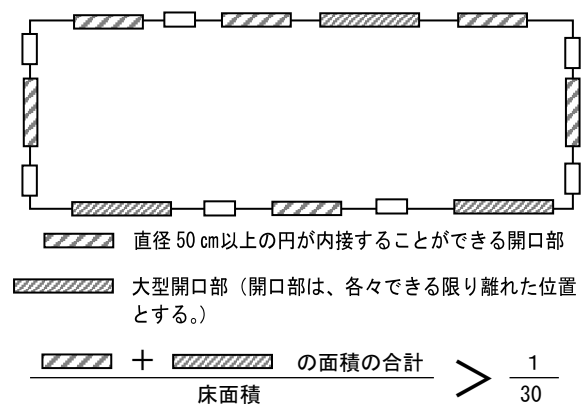 直径50㎝以上の円が内接することができる開口部
大型開口部（開口部は、各々できる限り離れた位置
とする。）
＋ の面積の合計
床面積
＞
1
30